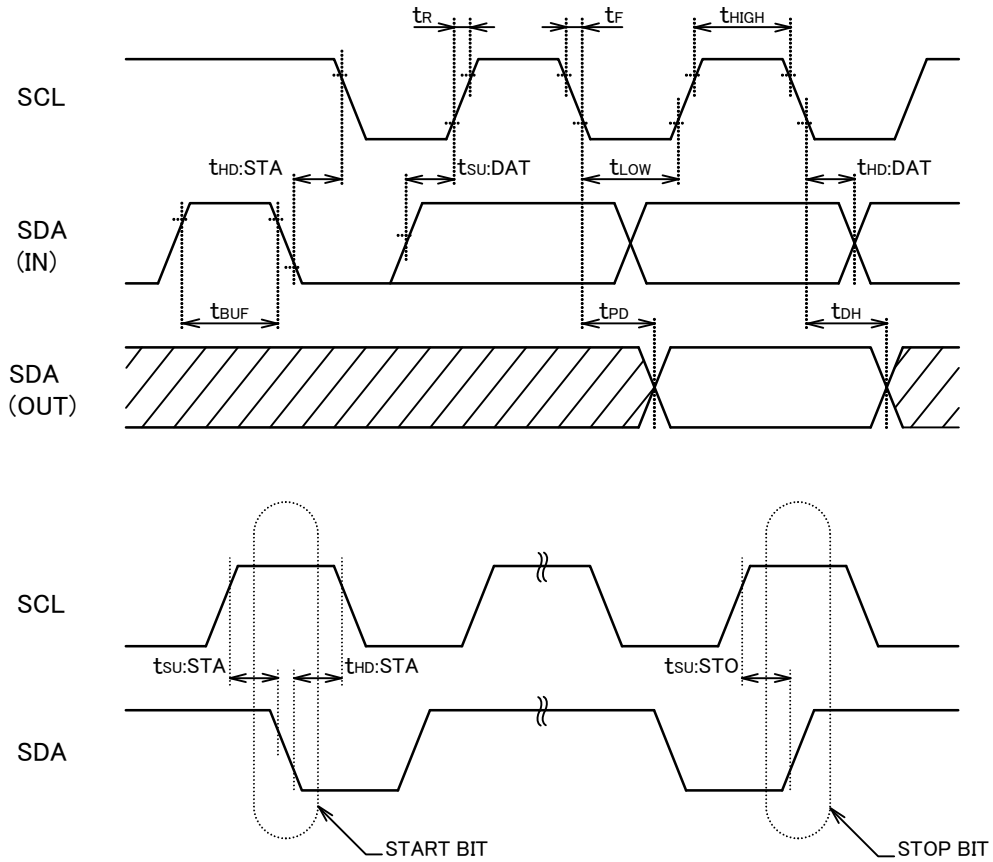 tR tF tHIGH
SCL
tHD:STA tSU:DAT tLOW tHD:DAT
SDA
(IN)
tBUF tPD tDH
SDA
(OUT)
SCL
tSU:STA tHD:STA tSU:STO
SDA
START BIT STOP BIT